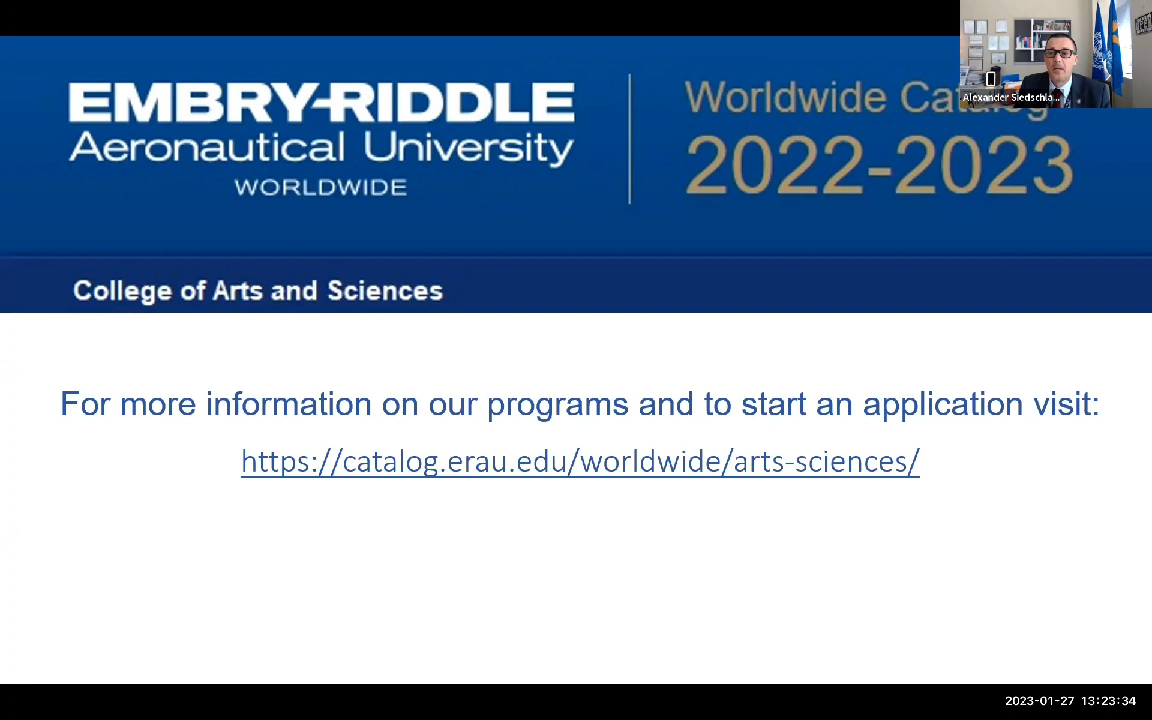 EMBRY-RIDDLE
Aeronautical University
WORLDWIDE
Worldwide Catalog
2022-2023
Alexander Siedschla...
College of Arts and Sciences
For more information on our programs and to start an application visit:
https://catalog.erau.edu/worldwide/arts-sciences/
2023-01-27 13:23:34